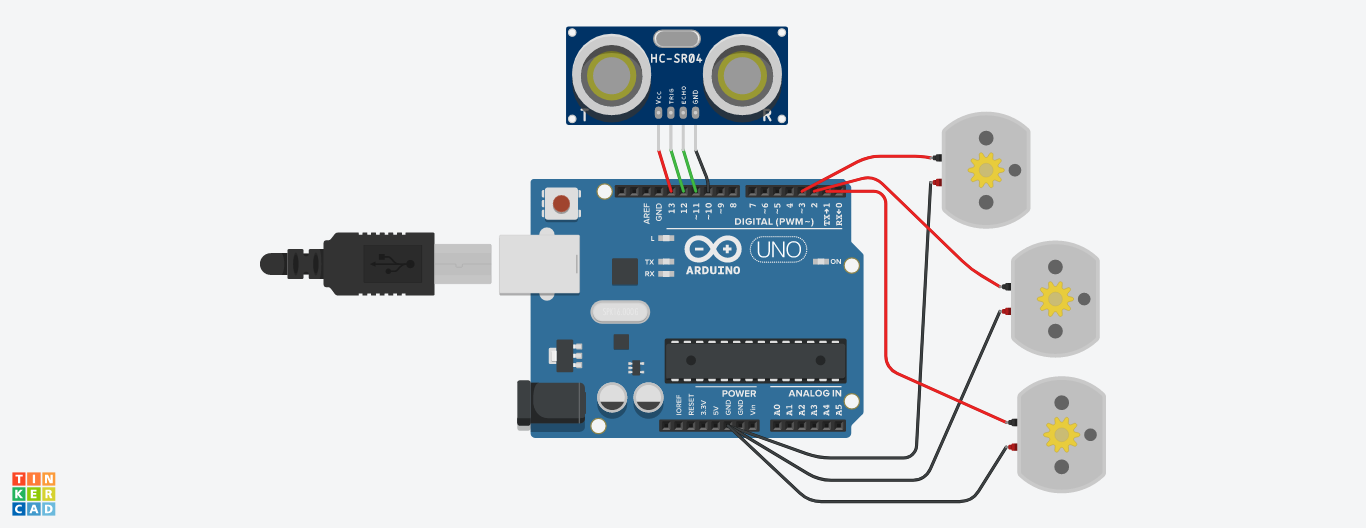 HC-SR04
Vcc
TRIG
ECHO
GND
T
R
AREF
GND
13
12
~11
~10
~9
8
7
~6
~5
4
~3
2
TX→1
RX←0
DIGITAL (PWM~)
L
TX
RX
ARDUINO
UNO
ON
POWER
ANALOG IN
IOREF
RESET
3.3V
5V
GND
GND
Vin
A0
A1
A2
A3
A4
A5
TIN
KER
CAD